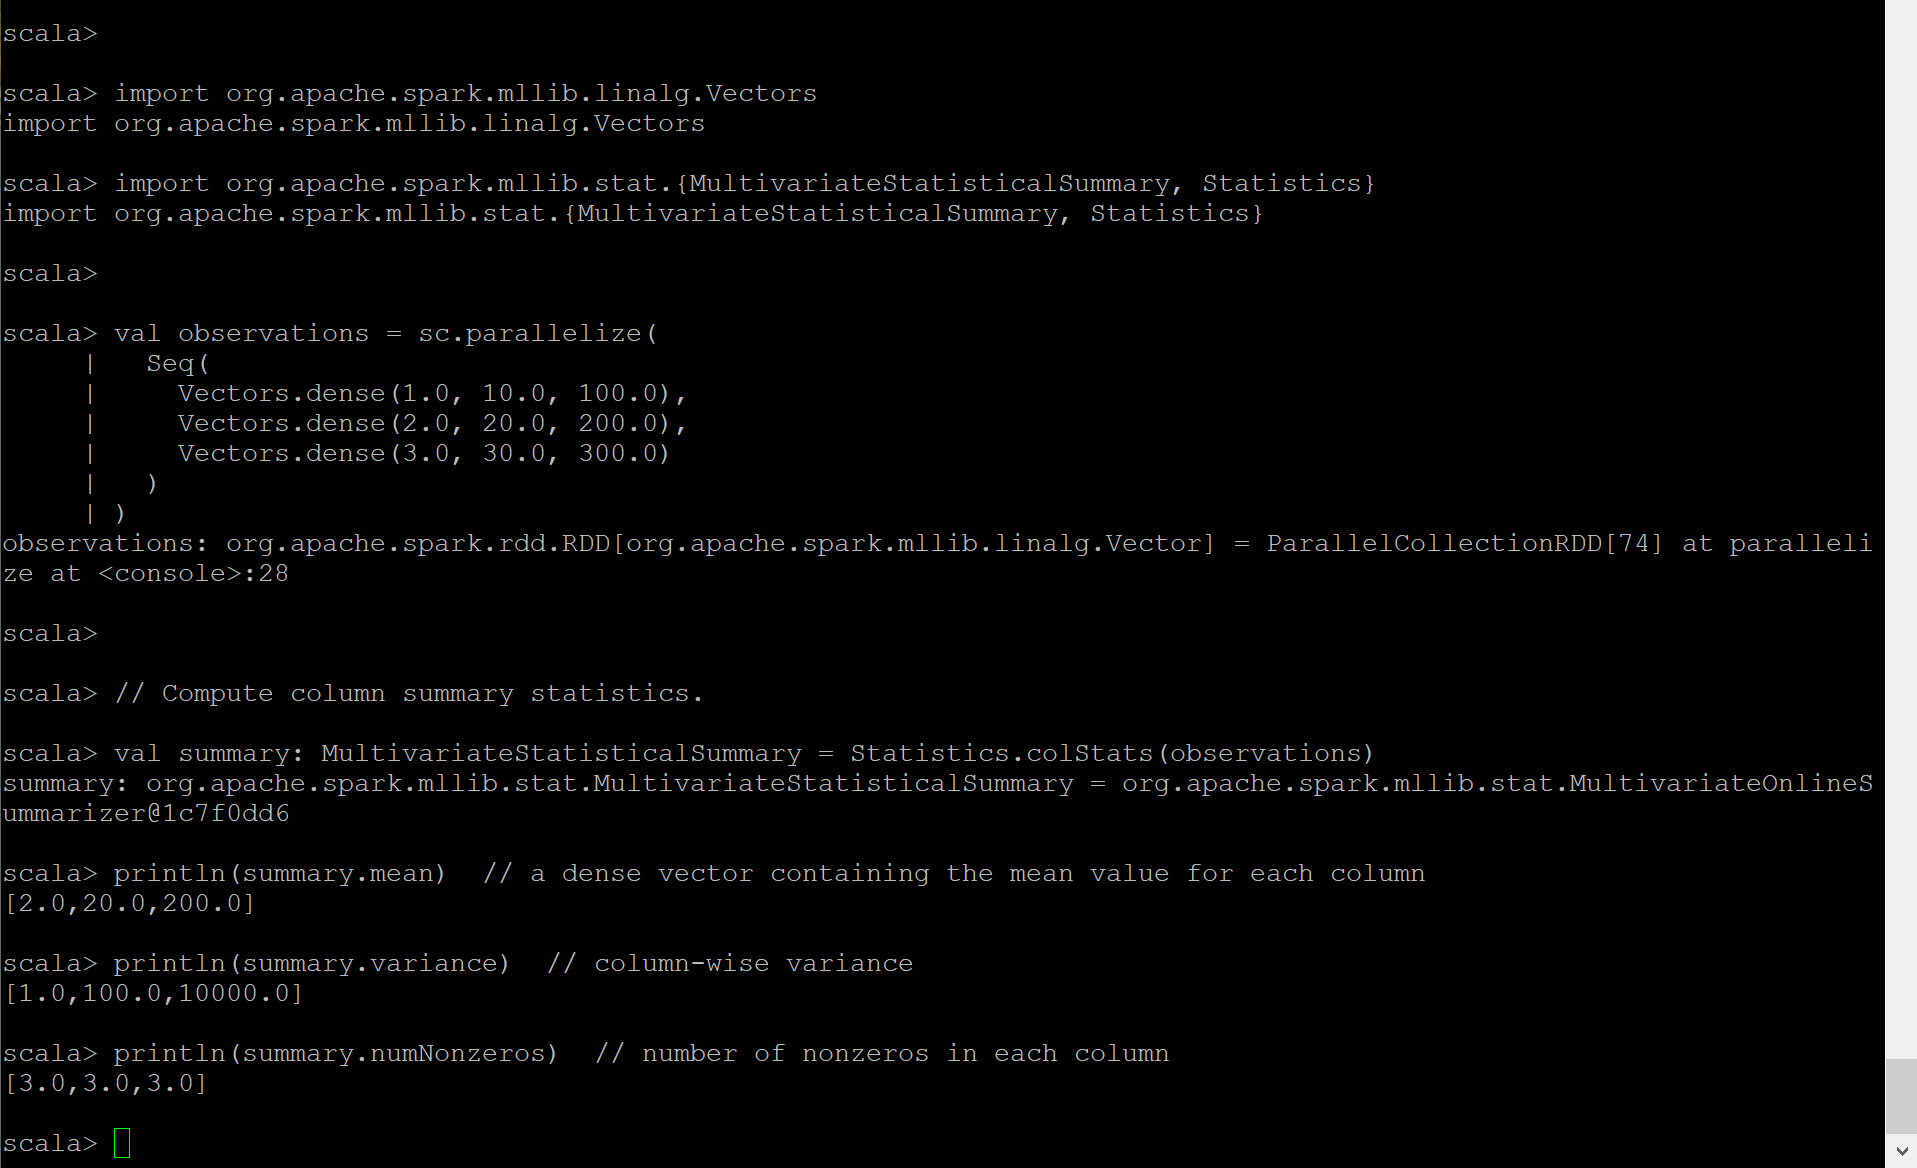 scala>
scala> import org.apache.spark.mllib.linalg.Vectors
import org.apache.spark.mllib.linalg.Vectors
scala> import org.apache.spark.mllib.stat.{MultivariateStatisticalSummary, Statistics}
import org.apache.spark.mllib.stat.{MultivariateStatisticalSummary, Statistics}
scala>
scala> val observations = sc.parallelize(
     |   Seq(
     |     Vectors.dense(1.0, 10.0, 100.0),
     |     Vectors.dense(2.0, 20.0, 200.0),
     |     Vectors.dense(3.0, 30.0, 300.0)
     |   )
     | )
observations: org.apache.spark.rdd.RDD[org.apache.spark.mllib.linalg.Vector] = ParallelCollectionRDD[74] at paralleli
ze at <console>:28
scala>
scala> // Compute column summary statistics.
scala> val summary: MultivariateStatisticalSummary = Statistics.colStats(observations)
summary: org.apache.spark.mllib.stat.MultivariateStatisticalSummary = org.apache.spark.mllib.stat.MultivariateOnlineS
ummarizer@1c7f0dd6
scala> println(summary.mean)  // a dense vector containing the mean value for each column
[2.0,20.0,200.0]
scala> println(summary.variance)  // column-wise variance
[1.0,100.0,10000.0]
scala> println(summary.numNonzeros)  // number of nonzeros in each column
[3.0,3.0,3.0]
scala>